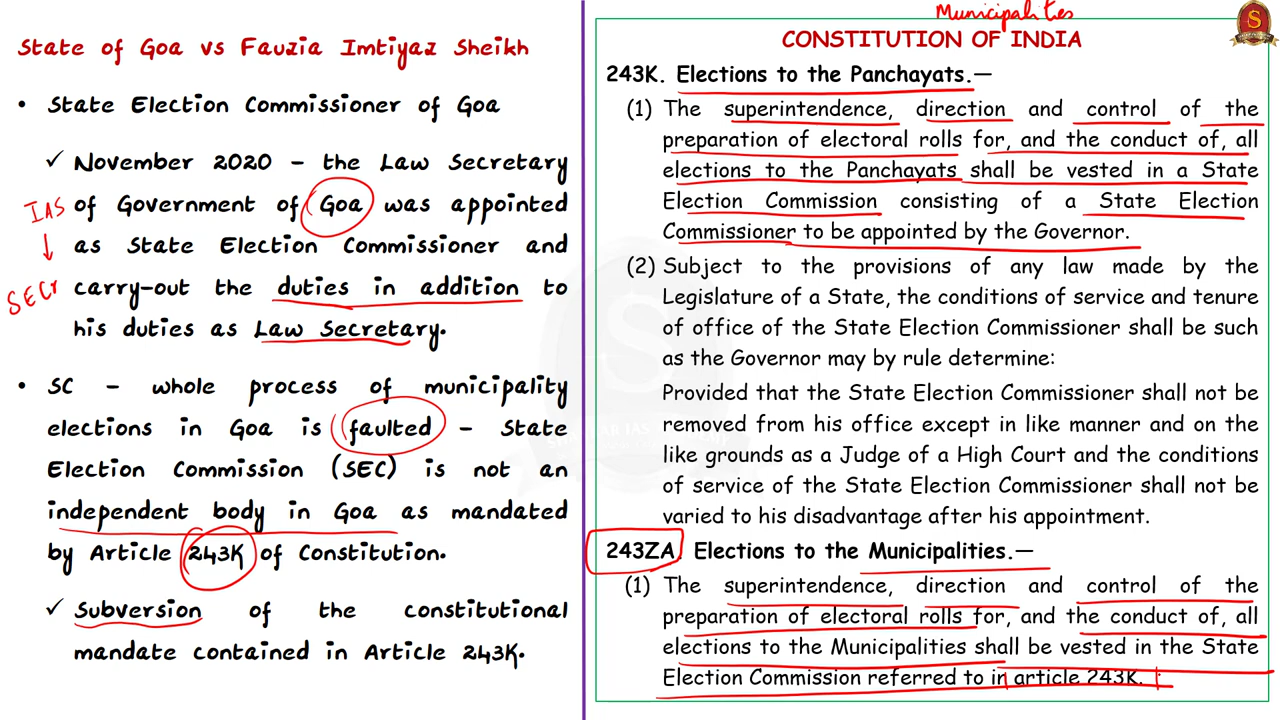 State of Goa vs Fauzia Imtiyaz Sheikh
• State Election Commissioner of Goa
✓ November 2020 – the Law Secretary
of Government of Goa was appointed
as State Election Commissioner and
carry-out the duties in addition to
his duties as Law Secretary.
IAS
↓
SECr
• SC – whole process of municipality
elections in Goa is faulted – State
Election Commission (SEC) is not an
independent body in Goa as mandated
by Article 243K of Constitution.
✓ Subversion of the constitutional
mandate contained in Article 243K.
Municipalities
CONSTITUTION OF INDIA
243K. Elections to the Panchayats.—
(1) The superintendence, direction and control of the
preparation of electoral rolls for, and the conduct of, all
elections to the Panchayats shall be vested in a State
Election Commission consisting of a State Election
Commissioner to be appointed by the Governor.
(2) Subject to the provisions of any law made by the
Legislature of a State, the conditions of service and tenure
of office of the State Election Commissioner shall be such
as the Governor may by rule determine:
Provided that the State Election Commissioner shall not be
removed from his office except in like manner and on the
like grounds as a Judge of a High Court and the conditions
of service of the State Election Commissioner shall not be
varied to his disadvantage after his appointment.
243ZA. Elections to the Municipalities.—
(1) The superintendence, direction and control of the
preparation of electoral rolls for, and the conduct of, all
elections to the Municipalities shall be vested in the State
Election Commission referred to in article 243K.